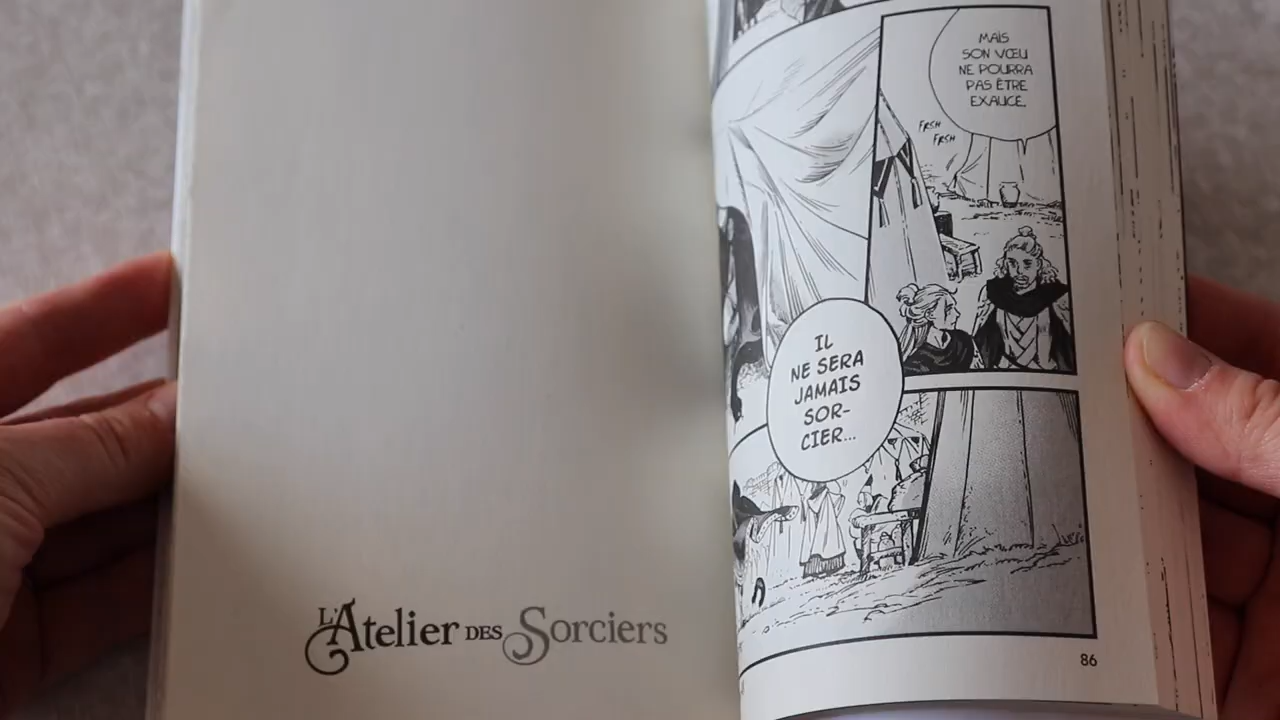 MAIS
SON VŒU
NE POURRA
PAS ÊTRE
EXAUCÉ.
FRSH
FRSH
IL
NE SERA
JAMAIS
SOR-
CIER...
L'Atelier DES Sorciers
86